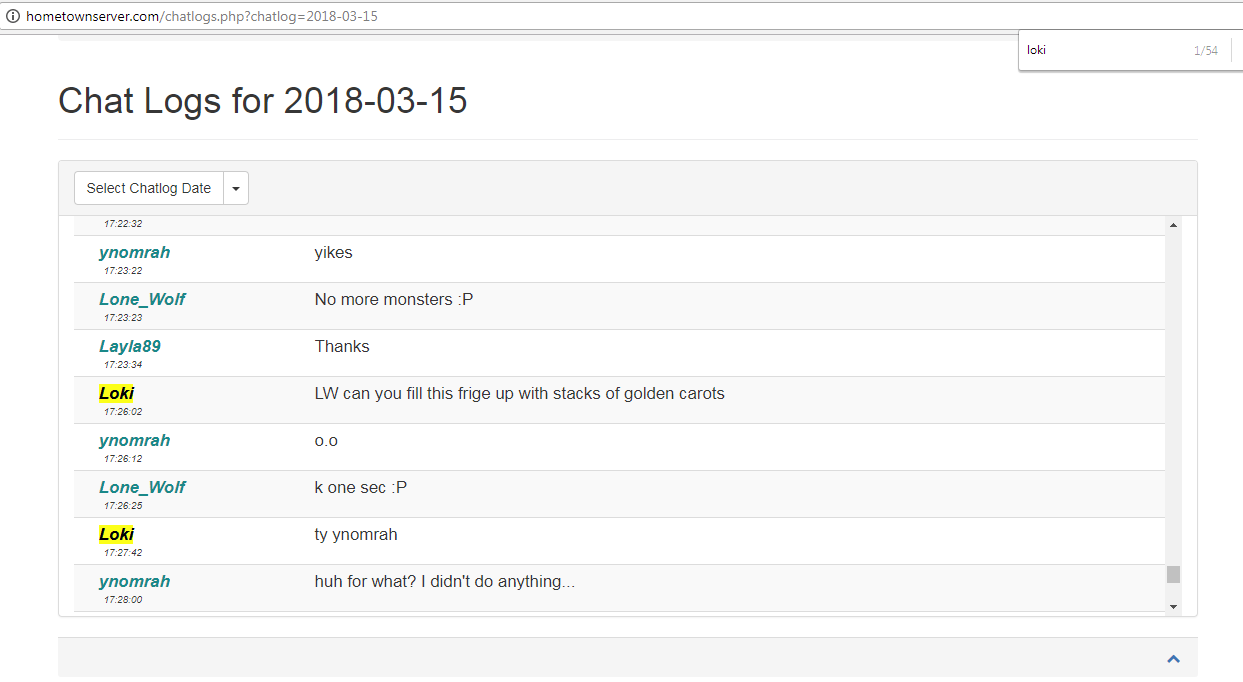 hometownserver.com/chatlogs.php?chatlog=2018-03-15
loki 1/54
Chat Logs for 2018-03-15
Select Chatlog Date
17:22:32
ynomrah yikes
17:23:22
Lone_Wolf No more monsters :P
17:23:23
Layla89 Thanks
17:23:34
Loki LW can you fill this frige up with stacks of golden carots
17:26:02
ynomrah o.o
17:26:12
Lone_Wolf k one sec :P
17:26:25
Loki ty ynomrah
17:27:42
ynomrah huh for what? I didn't do anything...
17:28:00